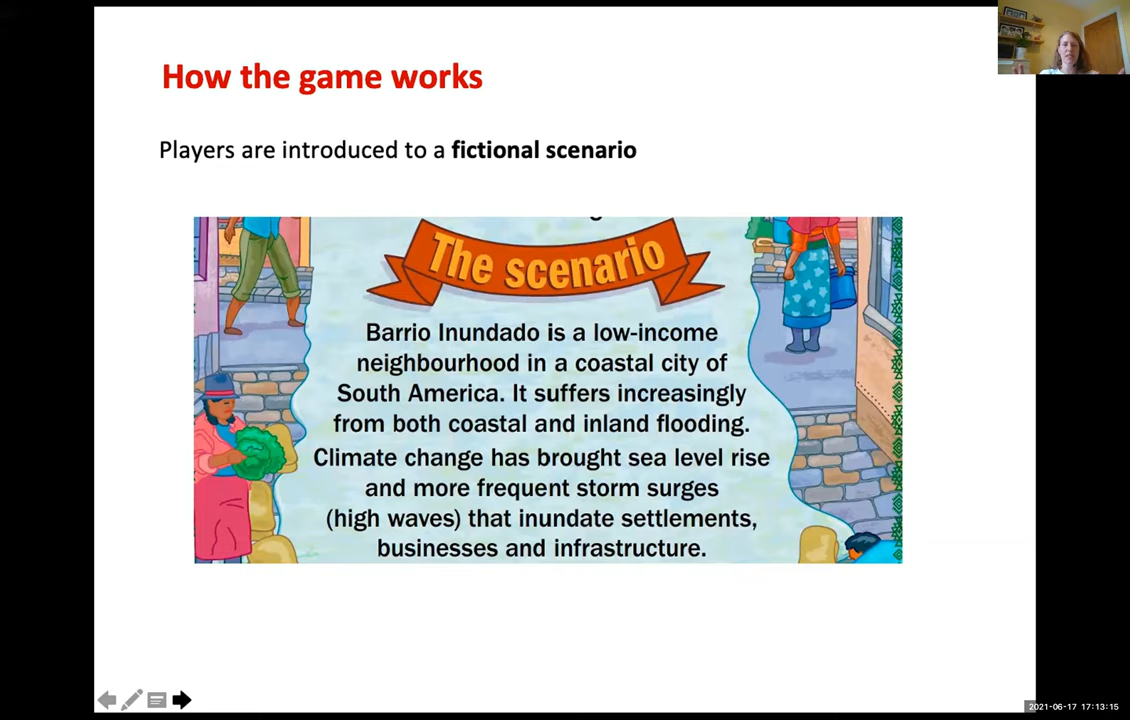 How the game works
Players are introduced to a fictional scenario
The scenario
Barrio Inundado is a low-income
neighbourhood in a coastal city of
South America. It suffers increasingly
from both coastal and inland flooding.
Climate change has brought sea level rise
and more frequent storm surges
(high waves) that inundate settlements,
businesses and infrastructure.
2021-06-17 17:13:15